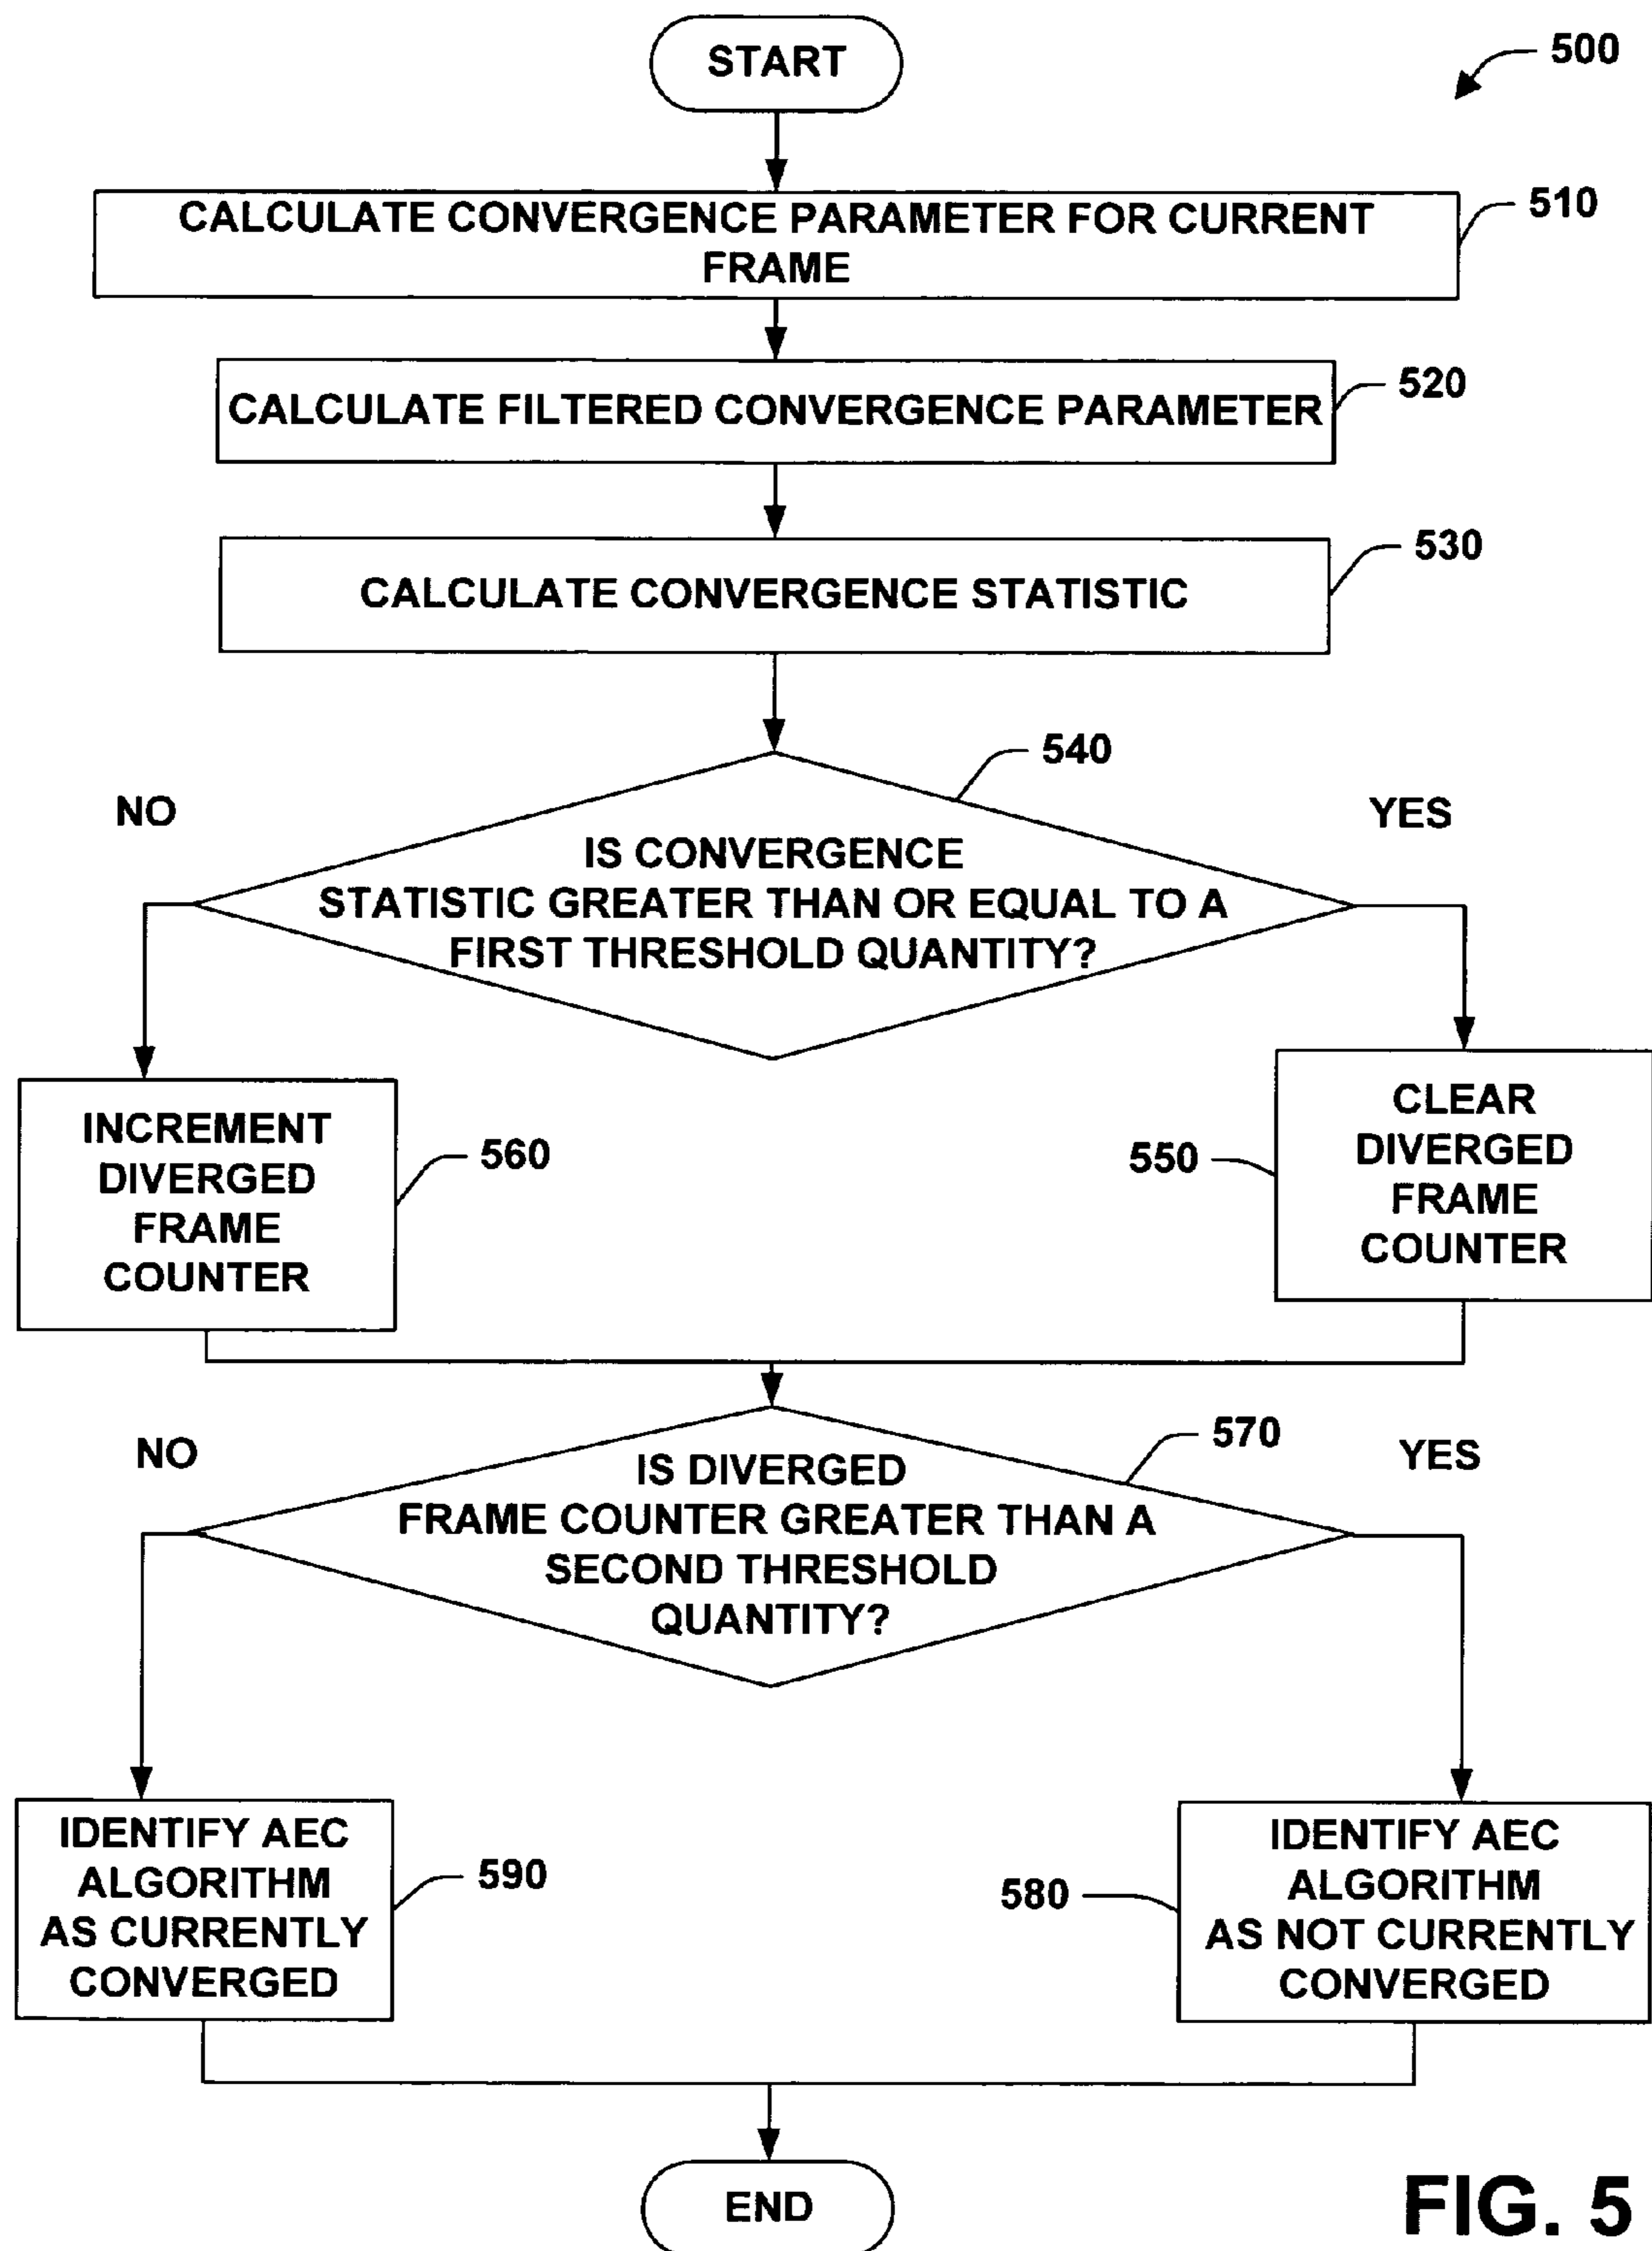 START
500
CALCULATE CONVERGENCE PARAMETER FOR CURRENT
FRAME
510
CALCULATE FILTERED CONVERGENCE PARAMETER
520
CALCULATE CONVERGENCE STATISTIC
530
540
NO
YES
IS CONVERGENCE
STATISTIC GREATER THAN OR EQUAL TO A
FIRST THRESHOLD QUANTITY?
INCREMENT
DIVERGED
FRAME
COUNTER
560
550
CLEAR
DIVERGED
FRAME
COUNTER
570
NO
YES
IS DIVERGED
FRAME COUNTER GREATER THAN A
SECOND THRESHOLD
QUANTITY?
IDENTIFY AEC
ALGORITHM
AS CURRENTLY
CONVERGED
590
580
IDENTIFY AEC
ALGORITHM
AS NOT CURRENTLY
CONVERGED
END
FIG. 5